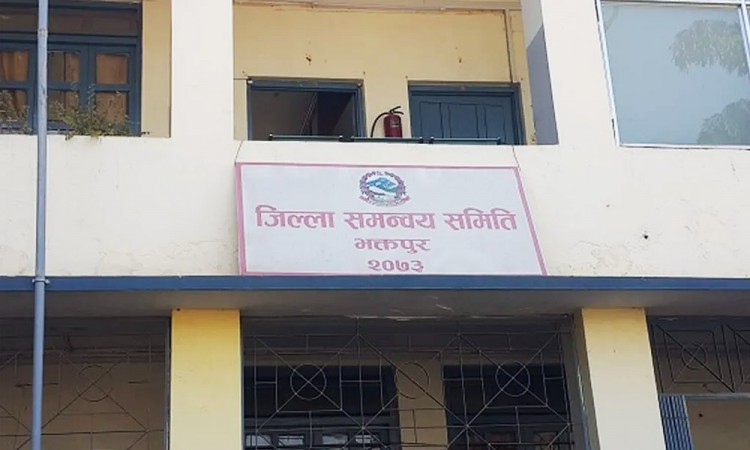 जिल्ला समन्वय समिति
भक्तपुर
२०७३